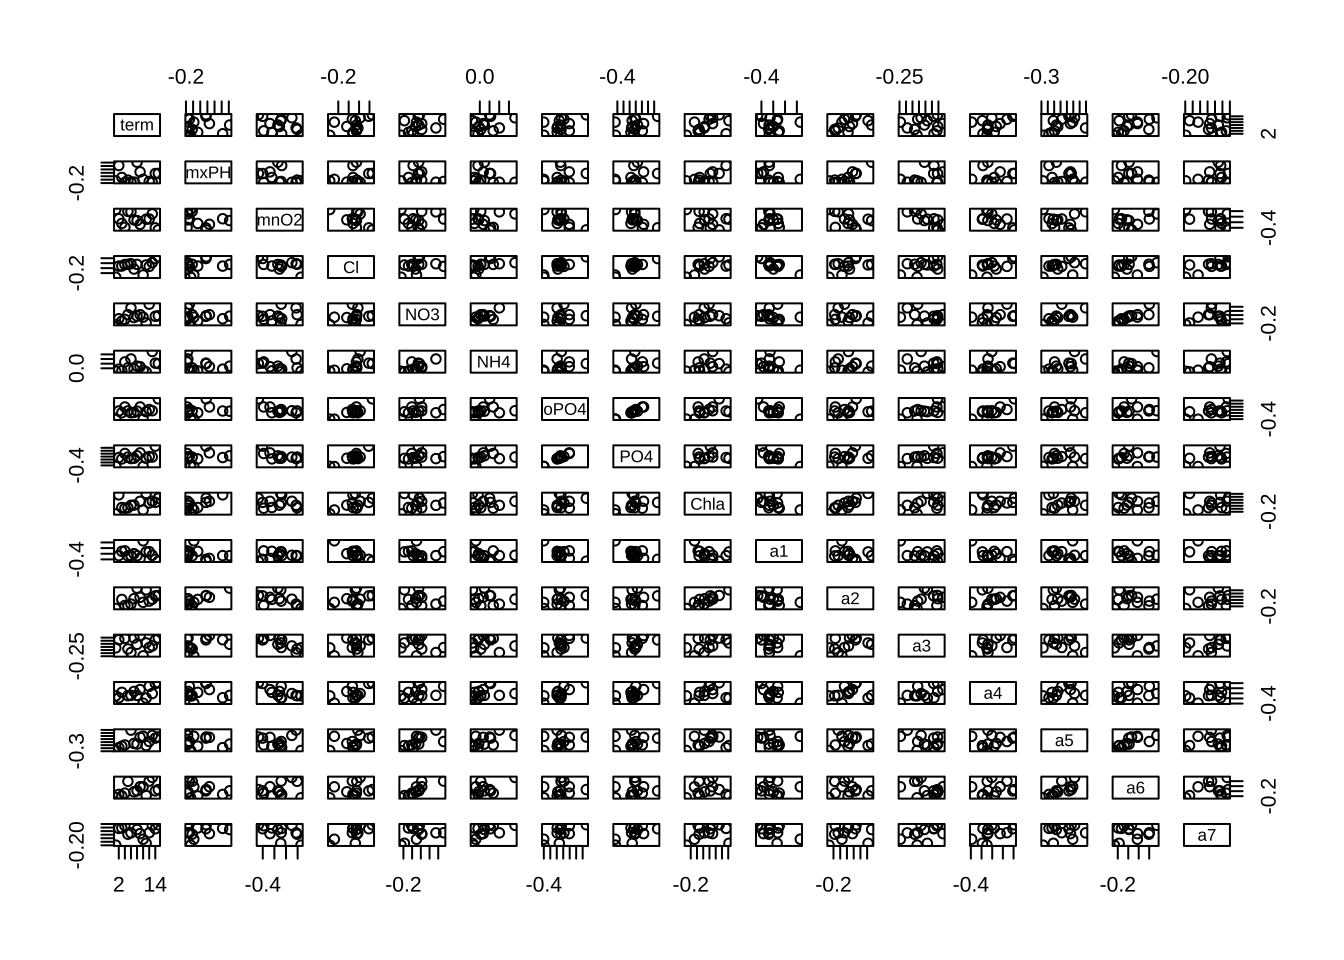 -0.2 -0.2 0.0 -0.4 -0.4 -0.25 -0.3 -0.20
term 2
-0.2 mxPH
mnO2 -0.4
-0.2 Cl
NO3 -0.2
0.0 NH4
oPO4 -0.4
-0.4 PO4
Chla -0.2
-0.4 a1
a2 -0.2
-0.25 a3
a4 -0.4
-0.3 a5
a6 -0.2
-0.20 a7
2 14 -0.4 -0.2 -0.4 -0.2 -0.2 -0.4 -0.2